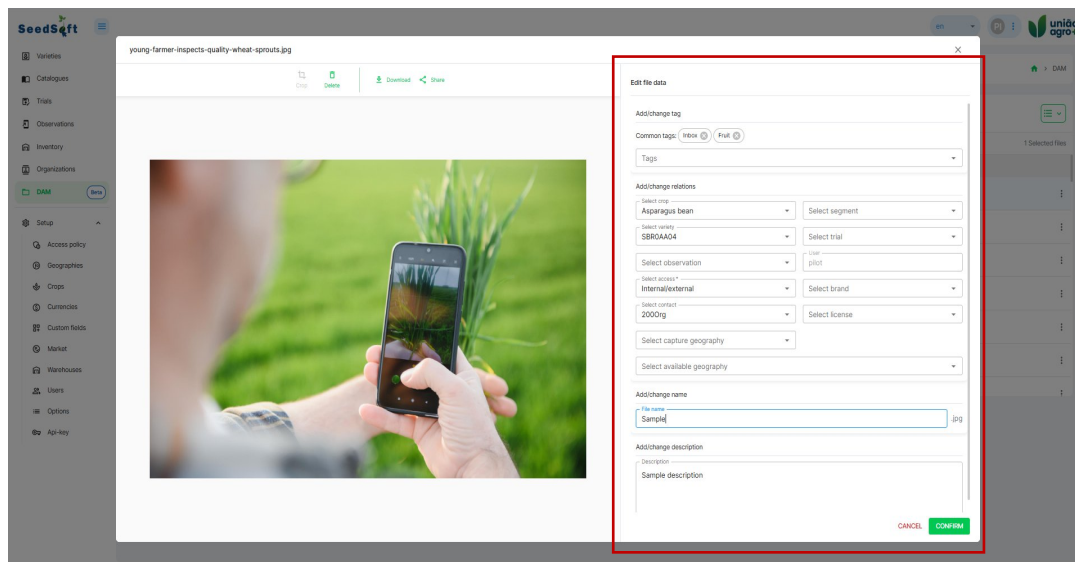 SeedSoft
en
PI
união
agro
Varieties
Catalogues
Trials
Observations
Inventory
Organizations
DAM Beta
Setup
Access policy
Geographies
Crops
Currencies
Custom fields
Market
Warehouses
Users
Options
Api-key
> DAM
1 Selected files
young-farmer-inspects-quality-wheat-sprouts.jpg
Crop Delete Download Share
Edit file data
Add/change tag
Common tags: Inbox Fruit
Tags
Add/change relations
Select crop
Asparagus bean Select segment
Select variety
SBR0AA04 Select trial
User
Select observation pilot
Select access *
Internal/external Select brand
Select contact
200Org Select license
Select capture geography
Select available geography
Add/change name
File name
Sample .jpg
Add/change description
Description
Sample description
CANCEL CONFIRM